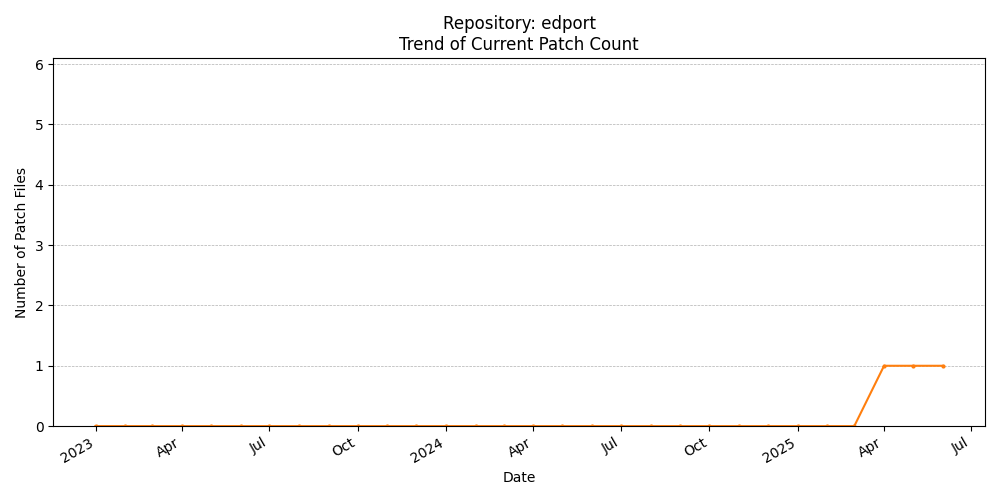 Repository: edport
Trend of Current Patch Count
Number of Patch Files
6
5
4
3
2
1
0
2023
Apr
Jul
Oct
2024
Apr
Jul
Oct
2025
Apr
Jul
Date